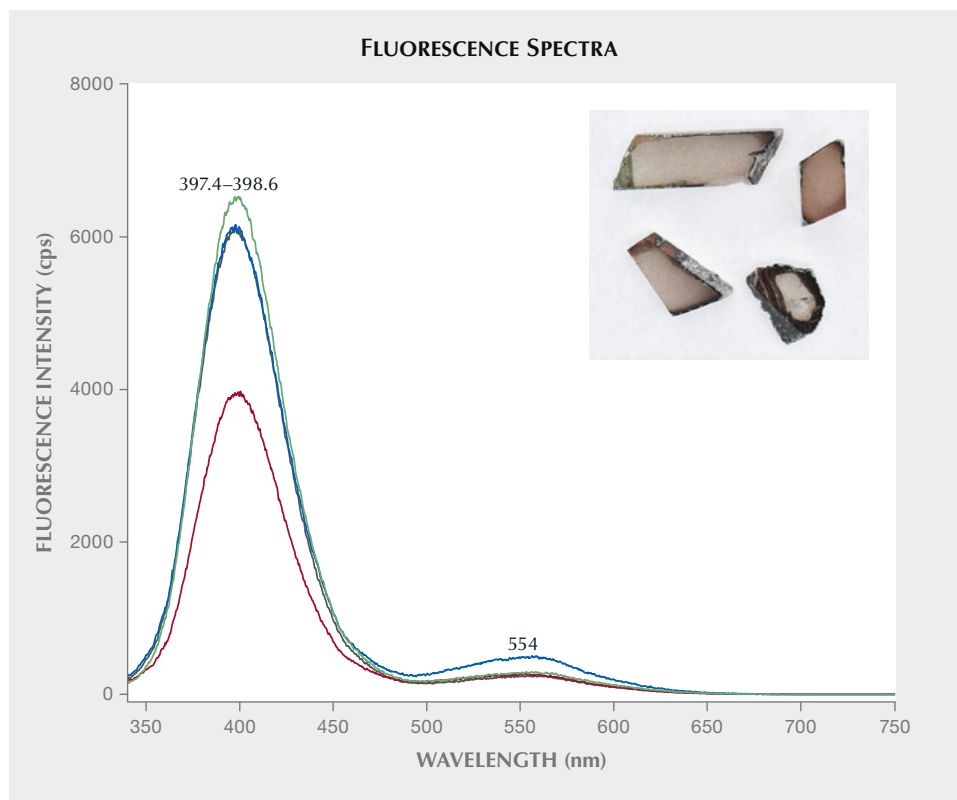 FLUORESCENCE SPECTRA
FLUORESCENCE INTENSITY (cps)
8000
6000
4000
2000
0
397.4–398.6
554
350 400 450 500 550 600 650 700 750
WAVELENGTH (nm)